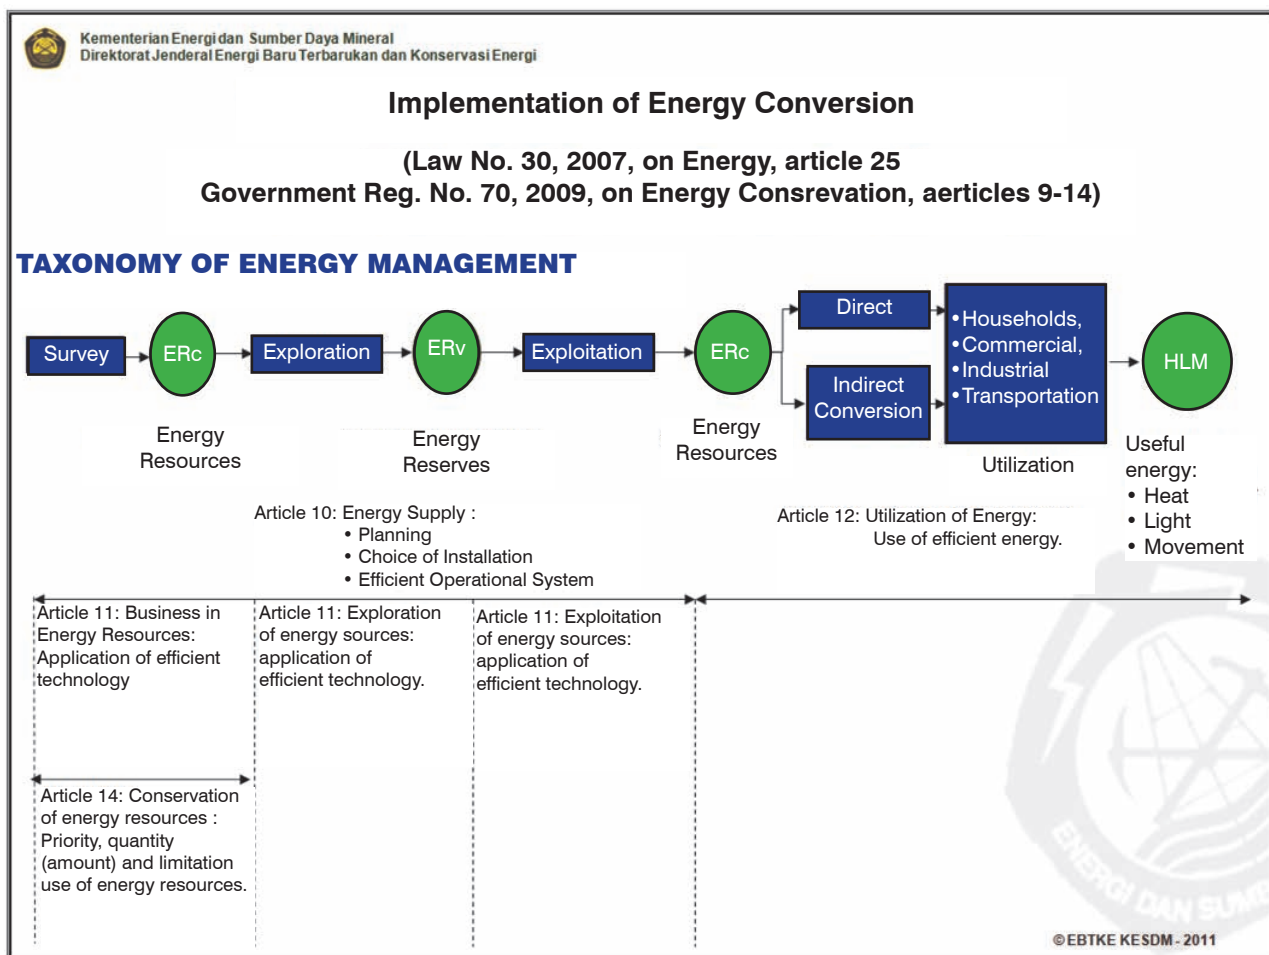 Kementerian Energi dan Sumber Daya Mineral
Direktorat Jenderal Energi Baru Terbarukan dan Konservasi Energi
Implementation of Energy Conversion
(Law No. 30, 2007, on Energy, article 25
Government Reg. No. 70, 2009, on Energy Consrevation, aerticles 9-14)
TAXONOMY OF ENERGY MANAGEMENT
Survey
ERc
Exploration
ERv
Exploitation
ERc
Direct
Indirect
Conversion
• Households,
• Commercial,
• Industrial
• Transportation
HLM
Energy
Resources
Energy
Reserves
Energy
Resources
Utilization
Useful
energy:
• Heat
• Light
• Movement
Article 10: Energy Supply :
• Planning
• Choice of Installation
• Efficient Operational System
Article 12: Utilization of Energy:
Use of efficient energy.
Article 11: Business in
Energy Resources:
Application of efficient
technology
Article 11: Exploration
of energy sources:
application of
efficient technology.
Article 11: Exploitation
of energy sources:
application of
efficient technology.
Article 14: Conservation
of energy resources :
Priority, quantity
(amount) and limitation
use of energy resources.
ENERGI DAN SUMBE
© EBTKE KESDM - 2011